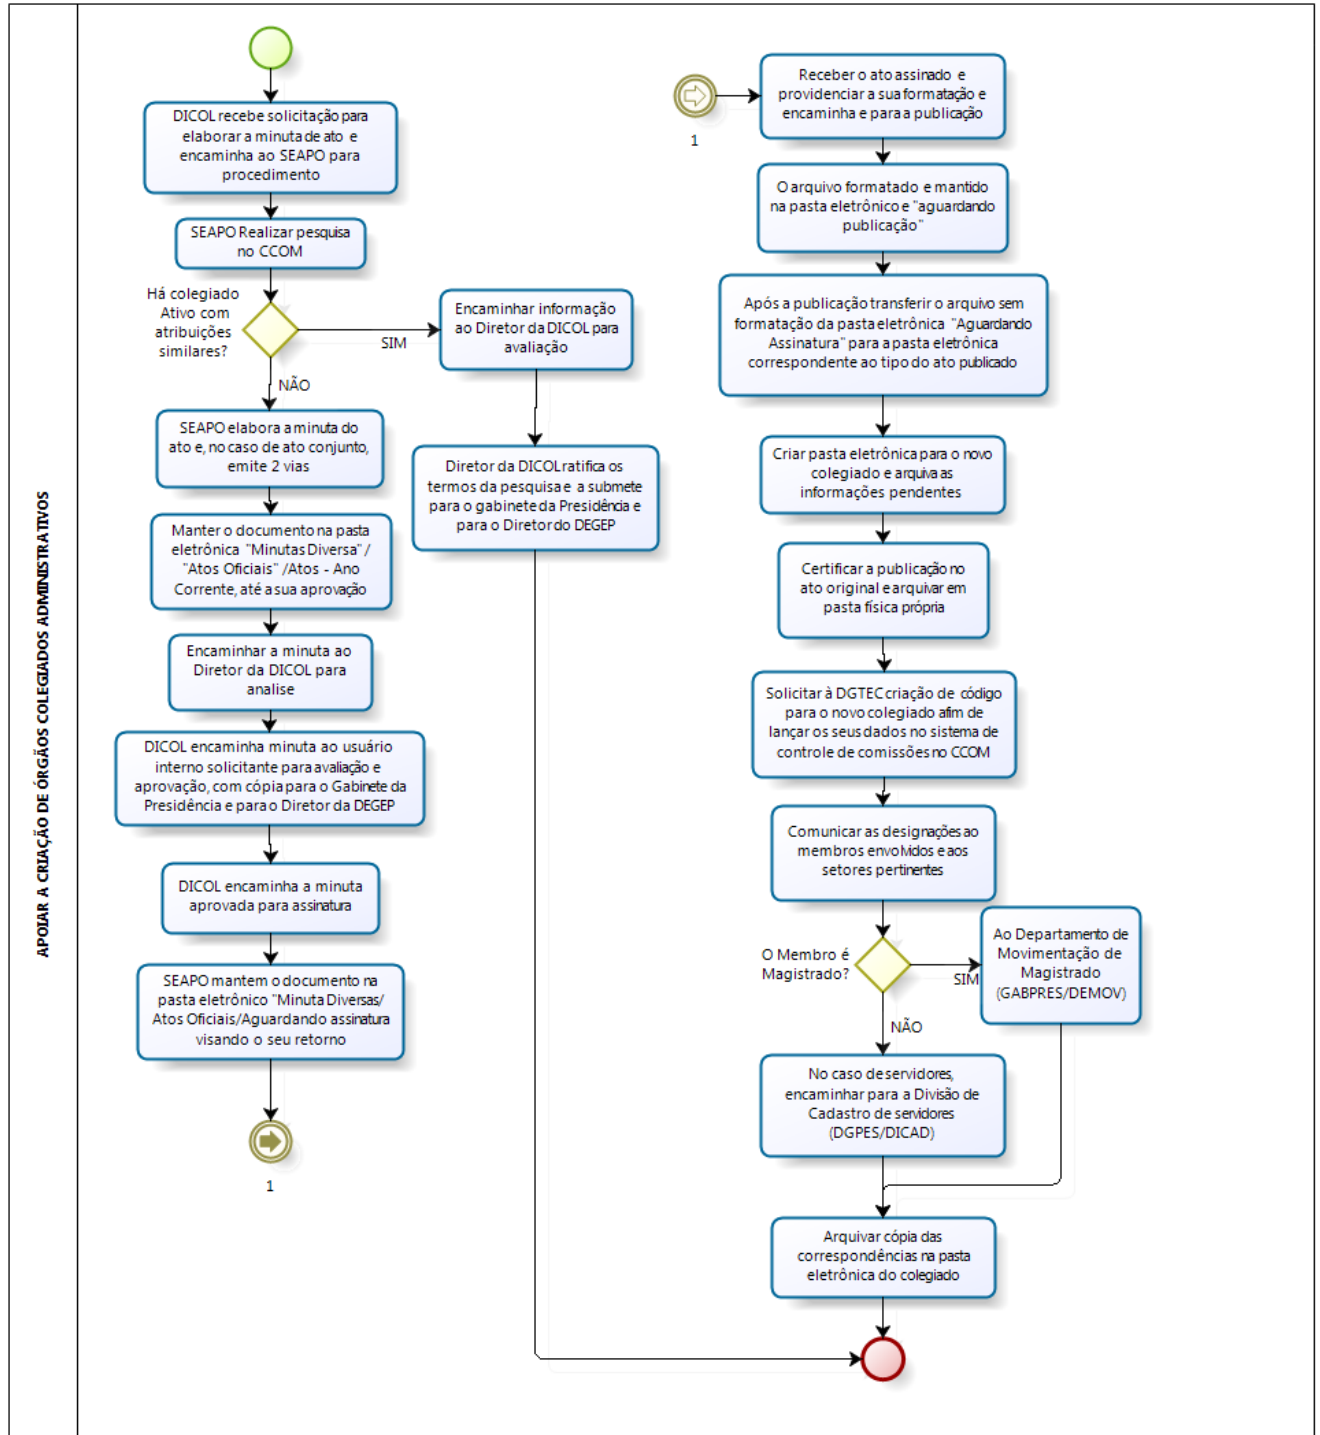 APOIAR A CRIAÇÃO DE ÓRGÃOS COLEGIADOS ADMINISTRATIVOS
DICOL recebe solicitação para
elaborar a minuta de ato e
encaminha ao SEAPO para
procedimento
SEAPO Realizar pesquisa
no CCOM
Há colegiado
Ativo com
atribuições
similares?
SIM
NÃO
Encaminhar informação
ao Diretor da DICOL para
avaliação
Diretor da DICOL ratifica os
termos da pesquisa e a submete
para o gabinete da Presidência e
para o Diretor do DEGEP
SEAPO elabora a minuta do
ato e, no caso de ato conjunto,
emite 2 vias
Manter o documento na pasta
eletrônica "Minutas Diversa" /
"Atos Oficiais" /Atos - Ano
Corrente, até a sua aprovação
Encaminhar a minuta ao
Diretor da DICOL para
analise
DICOL encaminha minuta ao usuário
interno solicitante para avaliação e
aprovação, com cópia para o Gabinete da
Presidência e para o Diretor da DEGEP
DICOL encaminha a minuta
aprovada para assinatura
SEAPO mantem o documento na
pasta eletrônico "Minuta Diversas/
Atos Oficiais/Aguardando assinatura
visando o seu retorno
1
1
Receber o ato assinado e
providenciar a sua formatação e
encaminha e para a publicação
O arquivo formatado e mantido
na pasta eletrônico e "aguardando
publicação"
Após a publicação transferir o arquivo sem
formatação da pasta eletrônica "Aguardando
Assinatura" para a pasta eletrônica
correspondente ao tipo do ato publicado
Criar pasta eletrônica para o novo
colegiado e arquiva as
informações pendentes
Certificar a publicação no
ato original e arquivar em
pasta física própria
Solicitar à DGTEC criação de código
para o novo colegiado afim de
lançar os seus dados no sistema de
controle de comissões no CCOM
Comunicar as designações ao
membros envolvidos e aos
setores pertinentes
O Membro é
Magistrado?
SIM
NÃO
Ao Departamento de
Movimentação de
Magistrado
(GABPRES/DEMOV)
No caso de servidores,
encaminhar para a Divisão de
Cadastro de servidores
(DGPES/DICAD)
Arquivar cópia das
correspondências na pasta
eletrônica do colegiado